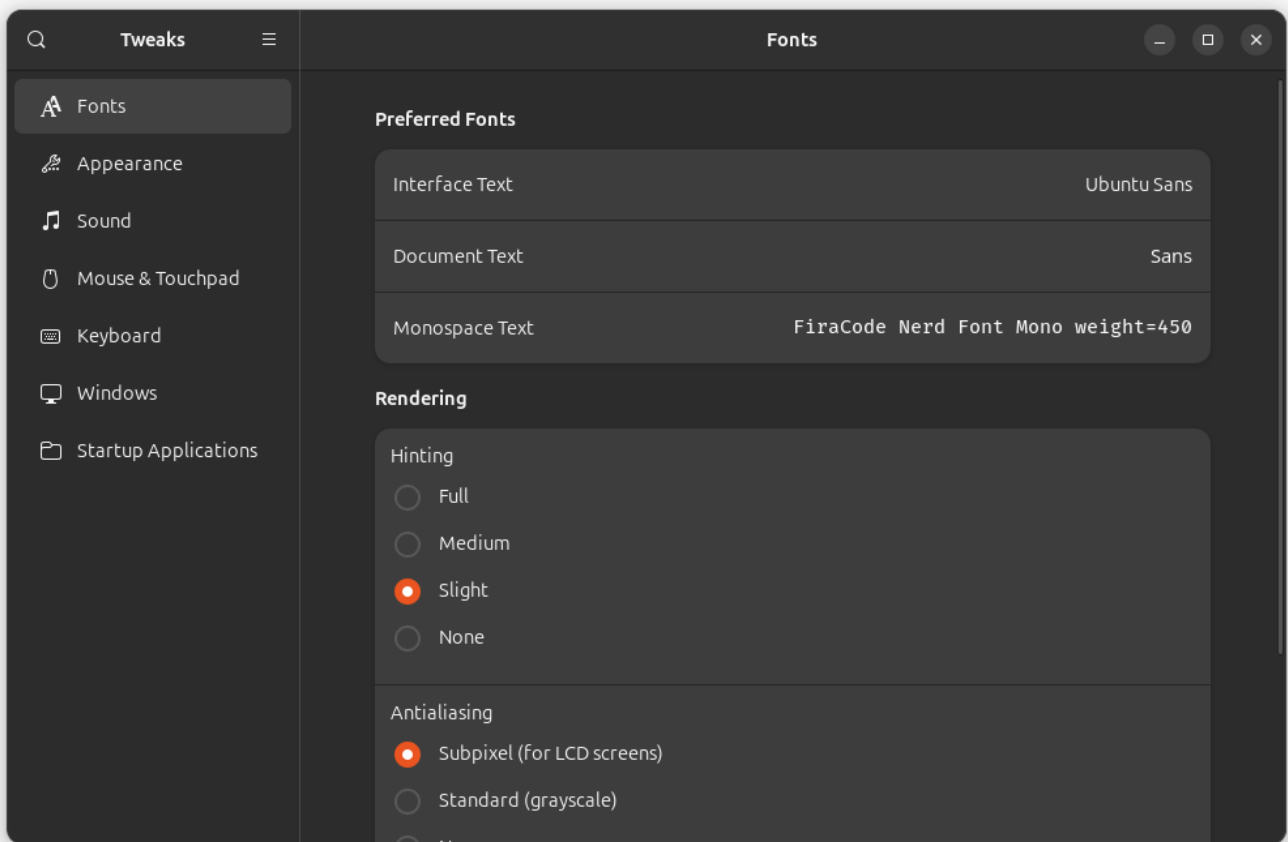 Tweaks
Fonts
Fonts
Appearance
Sound
Mouse & Touchpad
Keyboard
Windows
Startup Applications
Preferred Fonts
Interface Text
Ubuntu Sans
Document Text
Sans
Monospace Text
FiraCode Nerd Font Mono weight=450
Rendering
Hinting
Full
Medium
Slight
None
Antialiasing
Subpixel (for LCD screens)
Standard (grayscale)